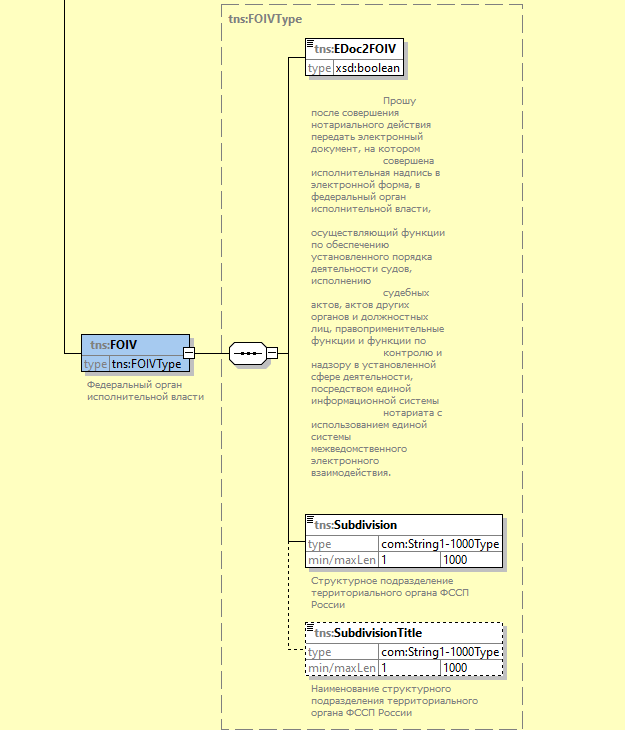 tns:FOIVType
tns:EDoc2FOIV
type xsd:boolean
Прошу
после совершения
нотариального действия
передать электронный
документ, на котором
совершена
исполнительная надпись в
электронной форма, в
федеральный орган
исполнительной власти,
осуществляющий функции
по обеспечению
установленного порядка
деятельности судов,
исполнению
судебных
актов, актов других
органов и должностных
лиц, правоприменительные
функции и функции по
контролю и
надзору в установленной
сфере деятельности,
посредством единой
информационной системы
нотариата с
использованием единой
системы
межведомственного
электронного
взаимодействия.
tns:FOIV
type tns:FOIVType
Федеральный орган
исполнительной власти
tns:Subdivision
type com:String1-1000Type
min/maxLen 1 1000
Структурное подразделение
территориального органа ФССП
России
tns:SubdivisionTitle
type com:String1-1000Type
min/maxLen 1 1000
Наименование структурного
подразделения территориального
органа ФССП России